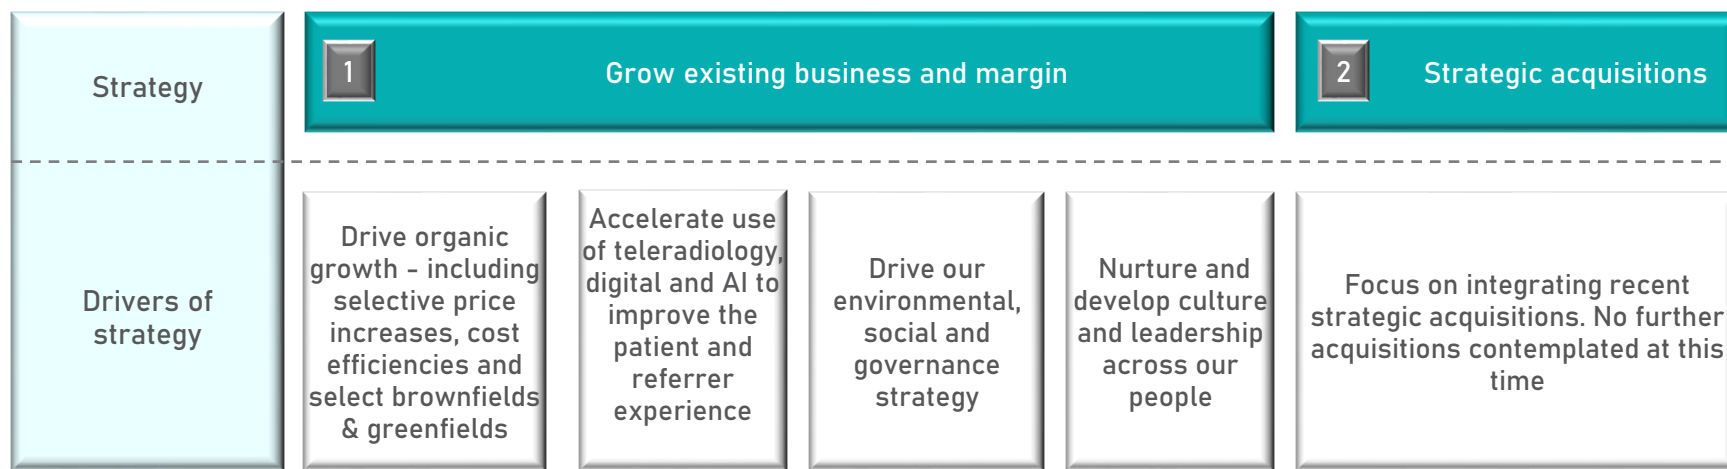 Strategy
1
Grow existing business and margin
2
Strategic acquisitions
Drivers of
strategy
Drive organic
growth - including
selective price
increases, cost
efficiencies and
select brownfields
& greenfields
Accelerate use
of teleradiology,
digital and AI to
improve the
patient and
referrer
experience
Drive our
environmental,
social and
governance
strategy
Nurture and
develop culture
and leadership
across our
people
Focus on integrating recent
strategic acquisitions. No further
acquisitions contemplated at this
time